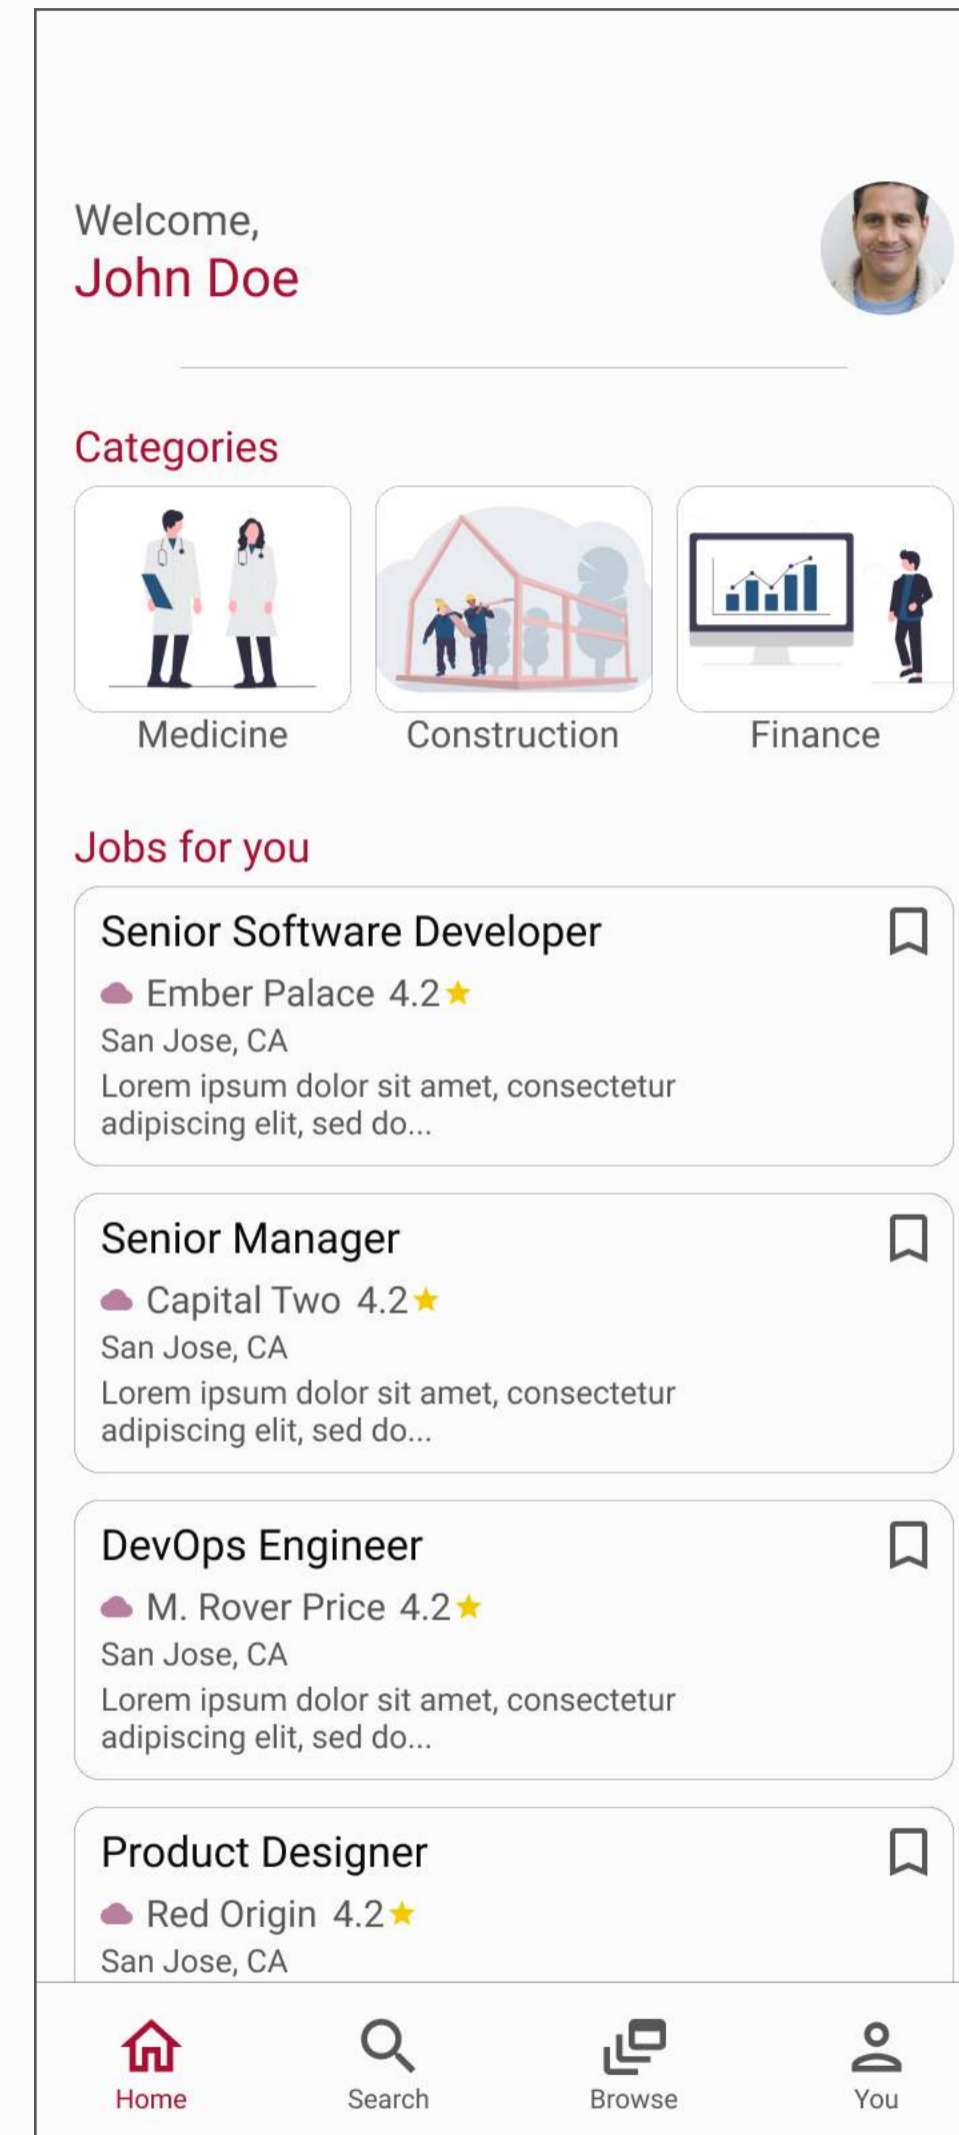 Welcome,
John Doe
Categories
Medicine
Construction
Finance
Jobs for you
Senior Software Developer
Ember Palace 4.2
San Jose, CA
Lorem ipsum dolor sit amet, consectetur
adipiscing elit, sed do...
Senior Manager
Capital Two 4.2
San Jose, CA
Lorem ipsum dolor sit amet, consectetur
adipiscing elit, sed do...
DevOps Engineer
M. Rover Price 4.2
San Jose, CA
Lorem ipsum dolor sit amet, consectetur
adipiscing elit, sed do...
Product Designer
Red Origin 4.2
San Jose, CA
Home
Search
Browse
You